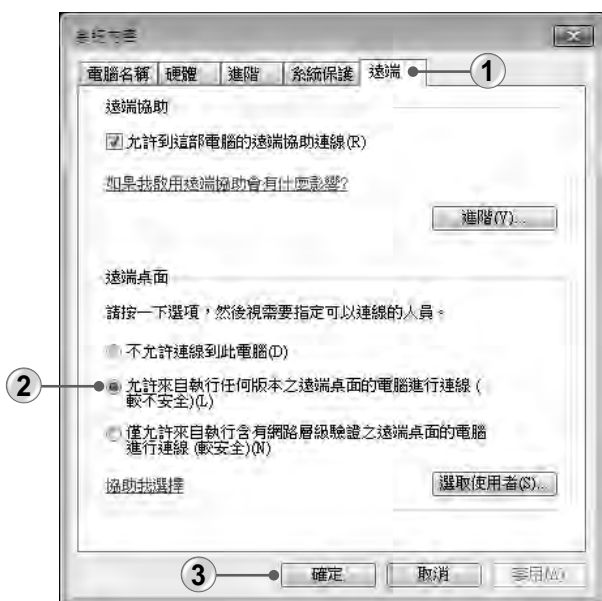 系統內容
電腦名稱 硬體 進階 系統保護 遠端
1
遠端協助
允許到這部電腦的遠端協助連線(R)
如果我啟用遠端協助會有什麼影響?
進階(V)...
遠端桌面
請按一下選項，然後視需要指定可以連線的人員。
不允許連線到此電腦(D)
2
允許來自執行任何版本之遠端桌面的電腦進行連線 (
較不安全)(L)
僅允許來自執行含有網路層級驗證之遠端桌面的電腦
進行連線 (較安全)(N)
協助我選擇
選取使用者(S)...
3
確定 取消 套用(A)